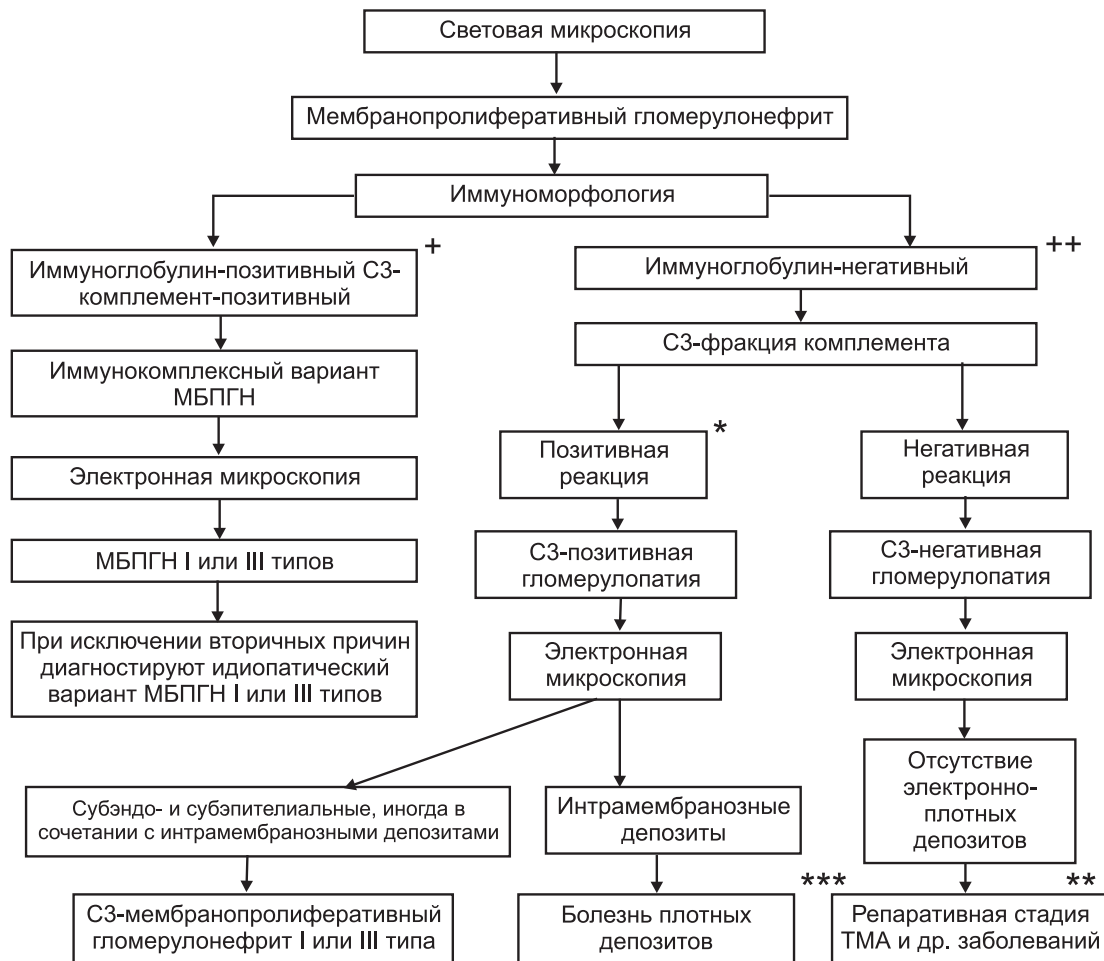 Световая микроскопия
Мембранопролиферативный гломерулонефрит
Иммуноморфология
+
Иммуноглобулин-позитивный С3-
комплемент-позитивный
++
Иммуноглобулин-негативный
С3-фракция комплемента
Иммунокомплексный вариант
МБПГН
Электронная микроскопия
МБПГН I или III типов
При исключении вторичных причин
диагностируют идиопатический
вариант МБПГН I или III типов
*
Позитивная
реакция
Негативная
реакция
С3-позитивная
гломерулопатия
С3-негативная
гломерулопатия
Электронная
микроскопия
Электронная
микроскопия
Субэндо- и субэпителиальные, иногда в
сочетании с интрамембранозными депозитами
Интрамембранозные
депозиты
Отсутствие
электронно-
плотных
депозитов
С3-мембранопролиферативный
гломерулонефрит I или III типа
***
Болезнь плотных
депозитов
**
Репаративная стадия
ТМА и др. заболеваний